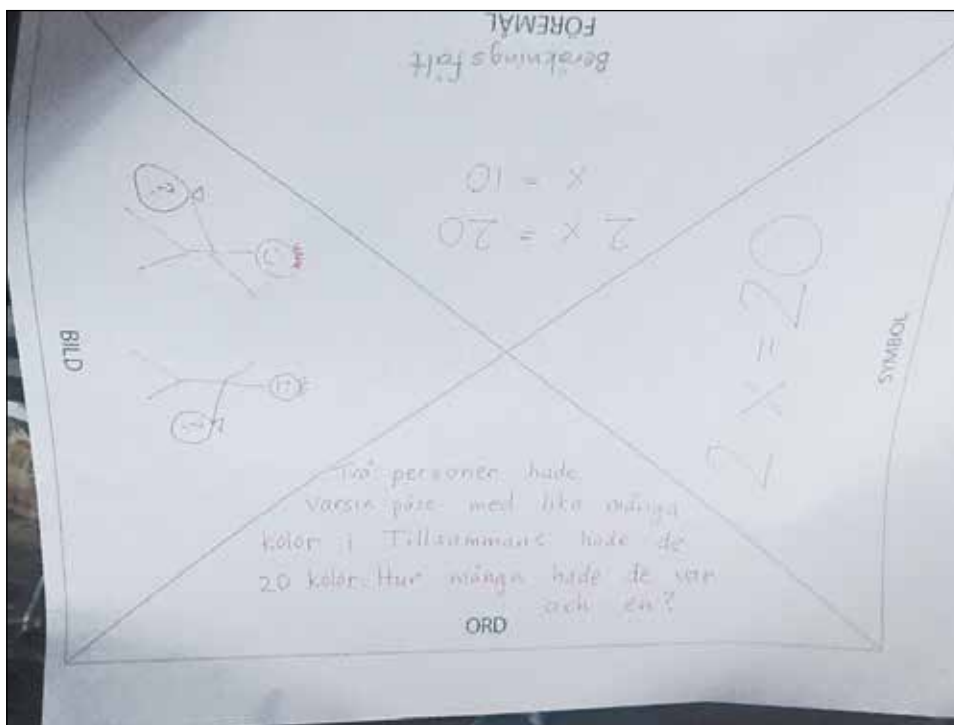 FÖREMÅL
Beräkningsfält
2 x = 20
x = 10
BILD
?
?
SYMBOL
2 x = 20
Två personer hade
varsin påse med lika många
kolor i Tillsammans hade de
20 kolor. Hur många hade de var
och en?
ORD